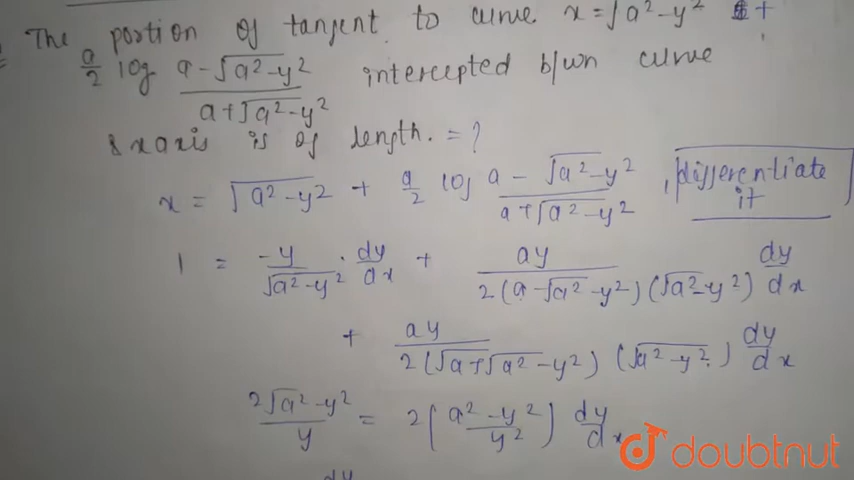 The portion of tangent to curve x = √a²-y² +
a/2 log (a-√a²-y²)/(a+√a²-y²) intercepted b/wn curve
& x axis is of length. = ?
x = √a²-y² + a/2 log (a-√a²-y²)/(a+√a²-y²) , differentiate it
1 = -y/√a²-y² · dy/dx + ay/2(a-√a²-y²)(√a²-y²) dy/dx
+ ay/2(√a+√a²-y²)(√a²-y²) dy/dx
2√a²-y²/y = 2(a²-y²/y²) dy/dx
dy
doubtnut